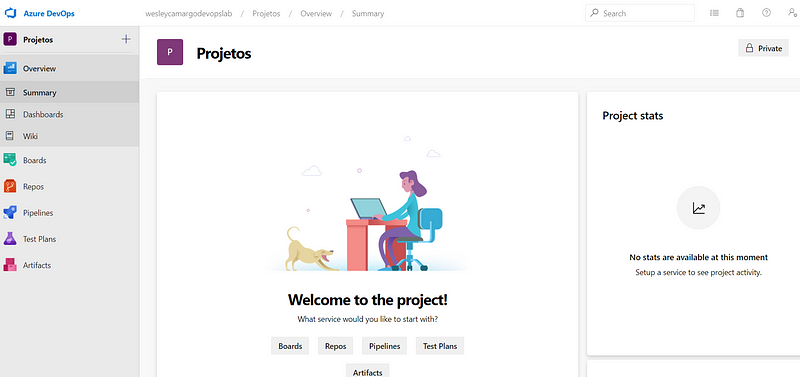 Azure DevOps
wesleycamargodevopslab / Projetos / Overview / Summary
Search
P Projetos +
P Projetos
Private
Overview
Summary
Dashboards
Wiki
Boards
Repos
Pipelines
Test Plans
Artifacts
Welcome to the project!
What service would you like to start with?
Boards Repos Pipelines Test Plans
Artifacts
Project stats
No stats are available at this moment
Setup a service to see project activity.